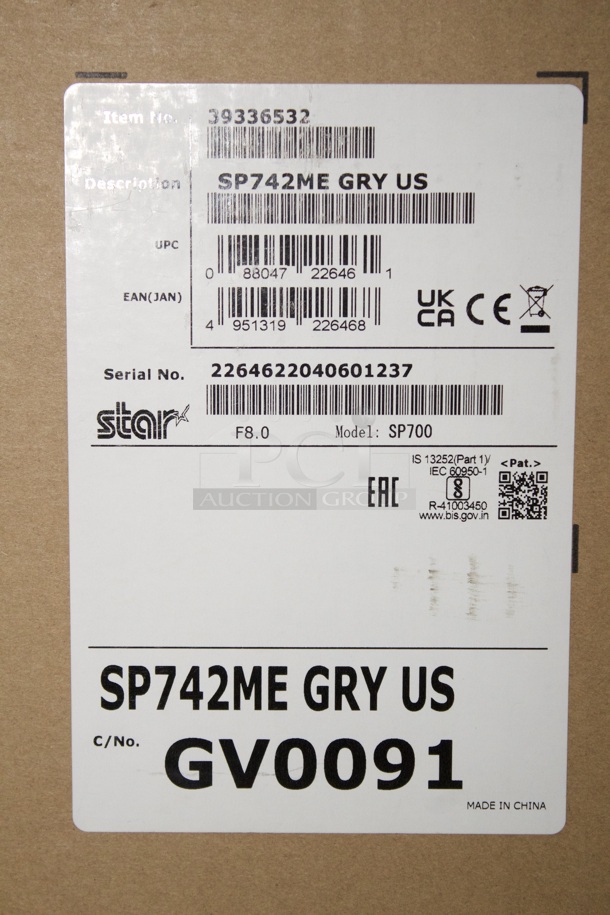 Item No. 39336532
Description SP742ME GRY US
UPC
0 88047 22646 1
EAN(JAN)
4 951319 226468
UK CA CE
Serial No. 2264622040601237
star F8.0 Model: SP700
IS 13252(Part 1)/
IEC 60950-1
<Pat.>
EAC
R-41003450
www.bis.gov.in
PCI
AUCTION GROUP
SP742ME GRY US
C/No. GV0091
MADE IN CHINA